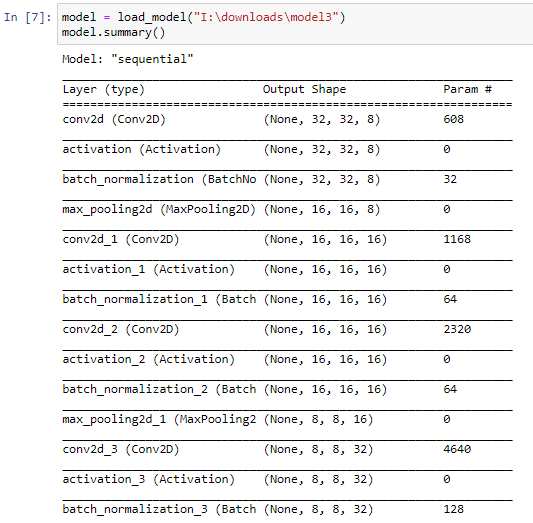 In [7]: model = load_model("I:\downloads\model3")
model.summary()
Model: "sequential"
_________________________________________________________________
Layer (type)                 Output Shape              Param #
=================================================================
conv2d (Conv2D)              (None, 32, 32, 8)         608
_________________________________________________________________
activation (Activation)      (None, 32, 32, 8)         0
_________________________________________________________________
batch_normalization (BatchNo (None, 32, 32, 8)         32
_________________________________________________________________
max_pooling2d (MaxPooling2D) (None, 16, 16, 8)         0
_________________________________________________________________
conv2d_1 (Conv2D)            (None, 16, 16, 16)        1168
_________________________________________________________________
activation_1 (Activation)    (None, 16, 16, 16)        0
_________________________________________________________________
batch_normalization_1 (Batch (None, 16, 16, 16)        64
_________________________________________________________________
conv2d_2 (Conv2D)            (None, 16, 16, 16)        2320
_________________________________________________________________
activation_2 (Activation)    (None, 16, 16, 16)        0
_________________________________________________________________
batch_normalization_2 (Batch (None, 16, 16, 16)        64
_________________________________________________________________
max_pooling2d_1 (MaxPooling2 (None, 8, 8, 16)          0
_________________________________________________________________
conv2d_3 (Conv2D)            (None, 8, 8, 32)          4640
_________________________________________________________________
activation_3 (Activation)    (None, 8, 8, 32)          0
_________________________________________________________________
batch_normalization_3 (Batch (None, 8, 8, 32)          128